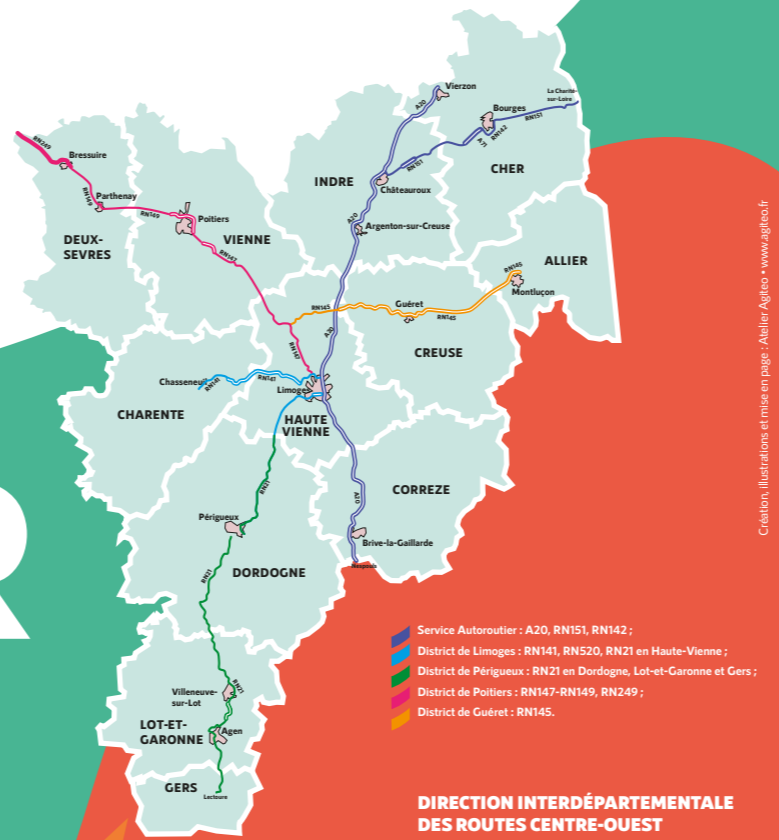 Vierzon
La Charité-
sur-Loire
A20
Bourges
RN151
RN142
A71
RN249
Bressuire
RN151
INDRE
CHER
Châteauroux
RN149
Parthenay
RN149
Poitiers
A20
Argenton-sur-Creuse
DEUX-
SEVRES
VIENNE
RN147
ALLIER
RN145
Montluçon
RN145
Guéret
RN145
A20
RN147
CREUSE
Chasseneuil
RN141
RN141
Limoges
CHARENTE
HAUTE
VIENNE
RN21
A20
CORREZE
Périgueux
Brive-la-Gaillarde
Nespouls
DORDOGNE
RN21
RN21
Villeneuve-
sur-Lot
LOT-ET-
GARONNE
Agen
GERS
Lectoure
Service Autoroutier : A20, RN151, RN142 ;
District de Limoges : RN141, RN520, RN21 en Haute-Vienne ;
District de Périgueux : RN21 en Dordogne, Lot-et-Garonne et Gers ;
District de Poitiers : RN147-RN149, RN249 ;
District de Guéret : RN145.
DIRECTION INTERDÉPARTEMENTALE
DES ROUTES CENTRE-OUEST
Création, illustrations et mise en page : Atelier Agiteo • www.agiteo.fr